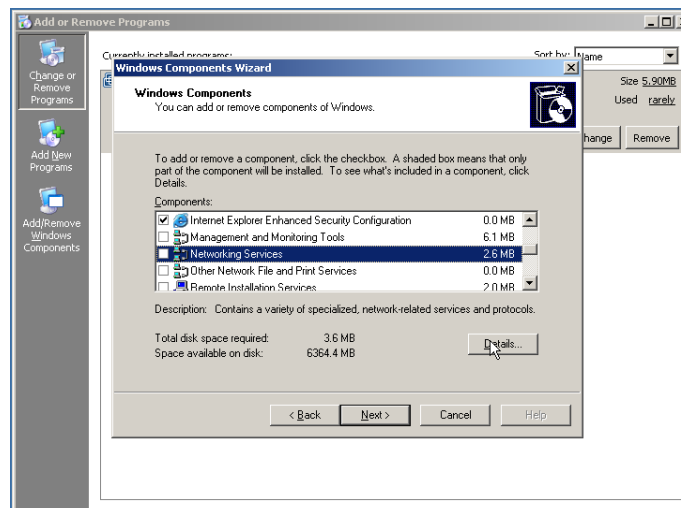 Add or Remove Programs
Currently installed programs:
Sort by: Name
Change or
Remove
Programs
Add New
Programs
Add/Remove
Windows
Components
Size 5.90MB
Used rarely
Change Remove
Windows Components Wizard
Windows Components
You can add or remove components of Windows.
To add or remove a component, click the checkbox. A shaded box means that only
part of the component will be installed. To see what's included in a component, click
Details.
Components:
Internet Explorer Enhanced Security Configuration 0.0 MB
Management and Monitoring Tools 6.1 MB
Networking Services 2.6 MB
Other Network File and Print Services 0.0 MB
Remote Installation Services 2.0 MB
Description: Contains a variety of specialized, network-related services and protocols.
Total disk space required: 3.6 MB
Space available on disk: 6364.4 MB
Details...
< Back Next > Cancel Help